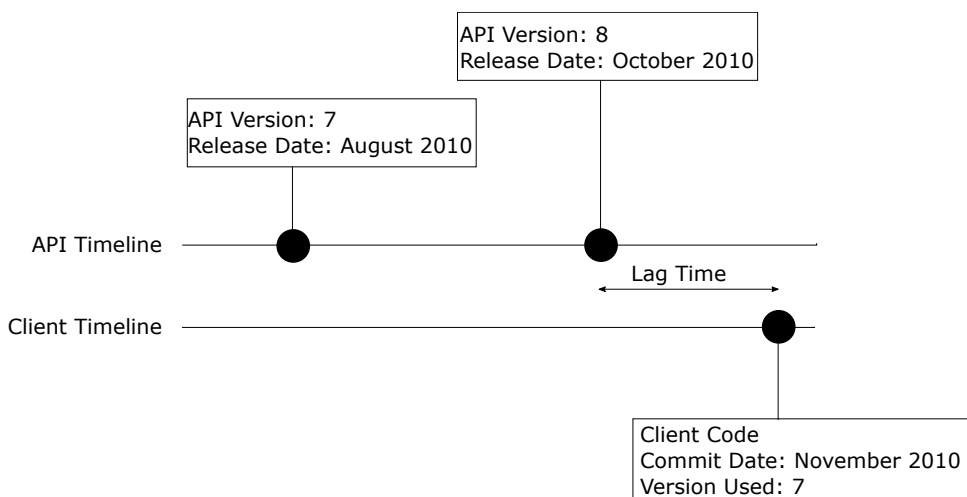 API Version: 8
Release Date: October 2010
API Version: 7
Release Date: August 2010
API Timeline
Lag Time
Client Timeline
Client Code
Commit Date: November 2010
Version Used: 7